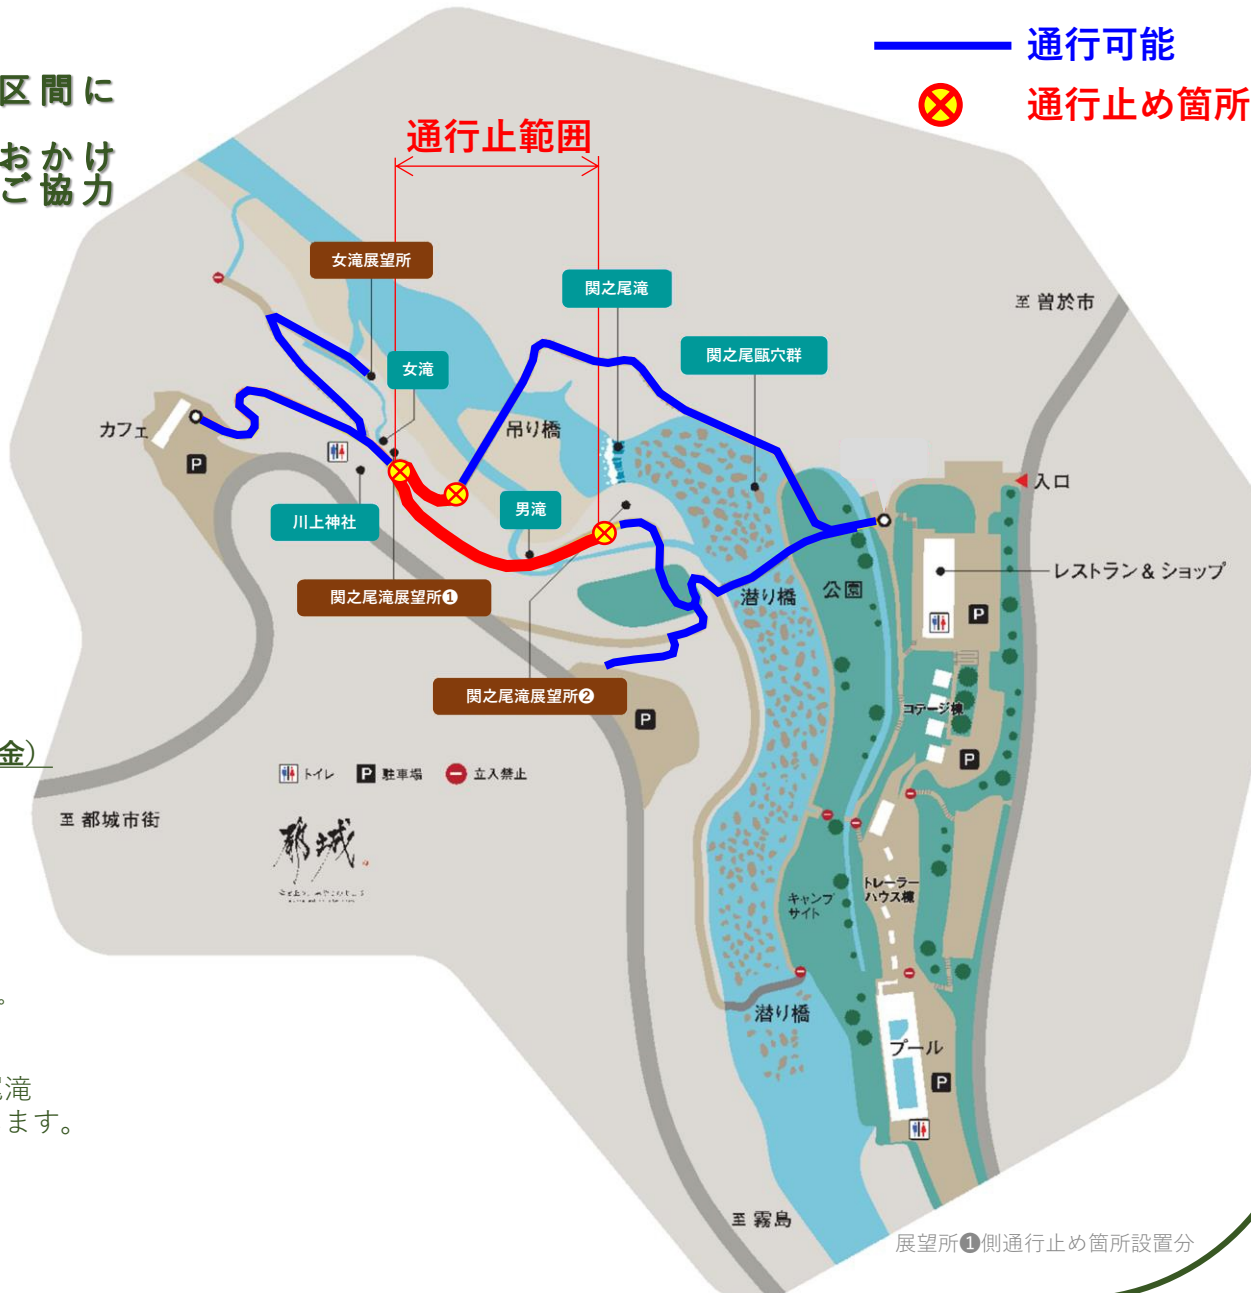 通行可能
通行止め箇所
区間に
おかけ
ご協力
通行止範囲
女滝展望所
関之尾滝
至 曽於市
関之尾甌穴群
女滝
カフェ
吊り橋
P
入口
川上神社
男滝
レストラン & ショップ
関之尾滝展望所❶
潜り橋
公園
P
関之尾滝展望所❷
コテージ棟
P
金）
P
トイレ
P 駐車場
立入禁止
至 都城市街
都城
トレーラー
ハウス棟
キャンプ
サイト
。
潜り橋
プール
尾滝
P
ます。
至 霧島
展望所❶側通行止め箇所設置分